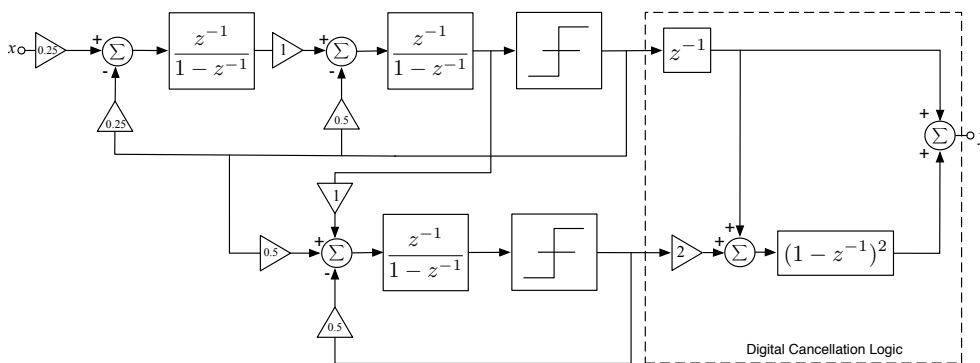 x
0.25
+
Σ
-
z⁻¹
1 − z⁻¹
1
+
Σ
-
z⁻¹
1 − z⁻¹
z⁻¹
0.25
0.5
+
Σ
+
1
0.5
+
Σ
-
z⁻¹
1 − z⁻¹
2
+
+
Σ
(1 − z⁻¹)²
0.5
Digital Cancellation Logic